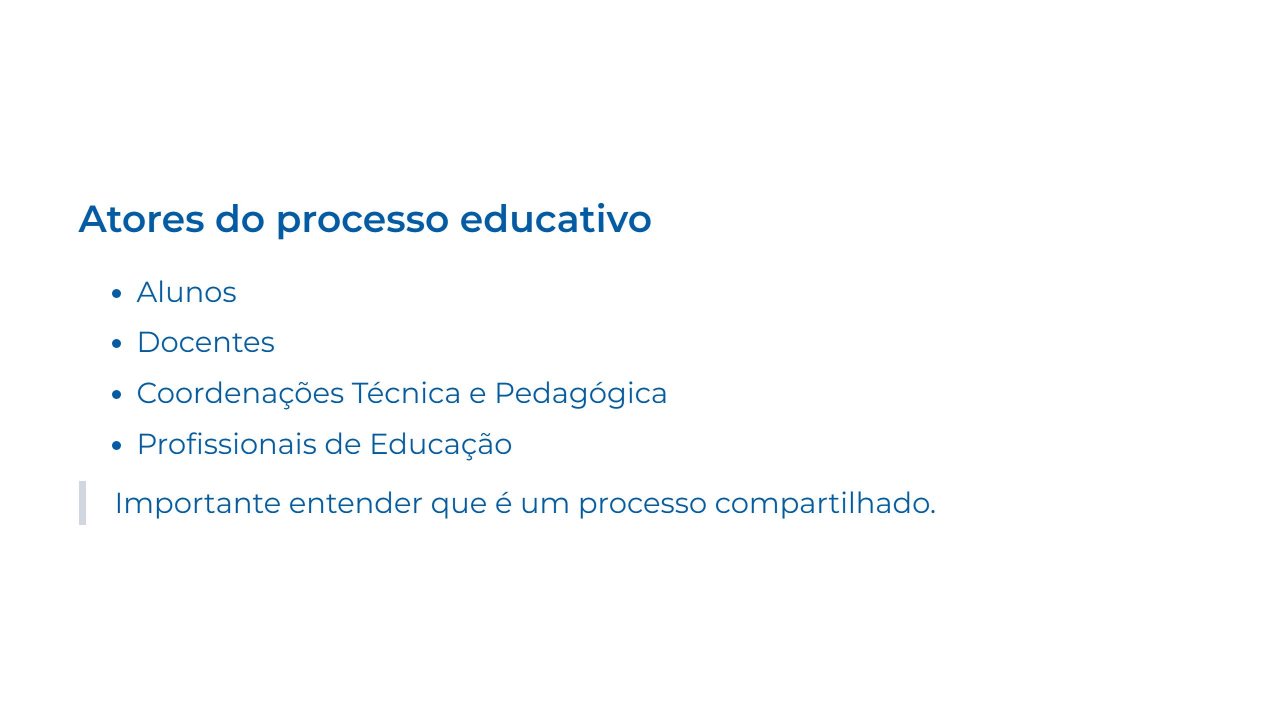 Atores do processo educativo
Alunos
Docentes
Coordenações Técnica e Pedagógica
Profissionais de Educação
Importante entender que é um processo compartilhado.